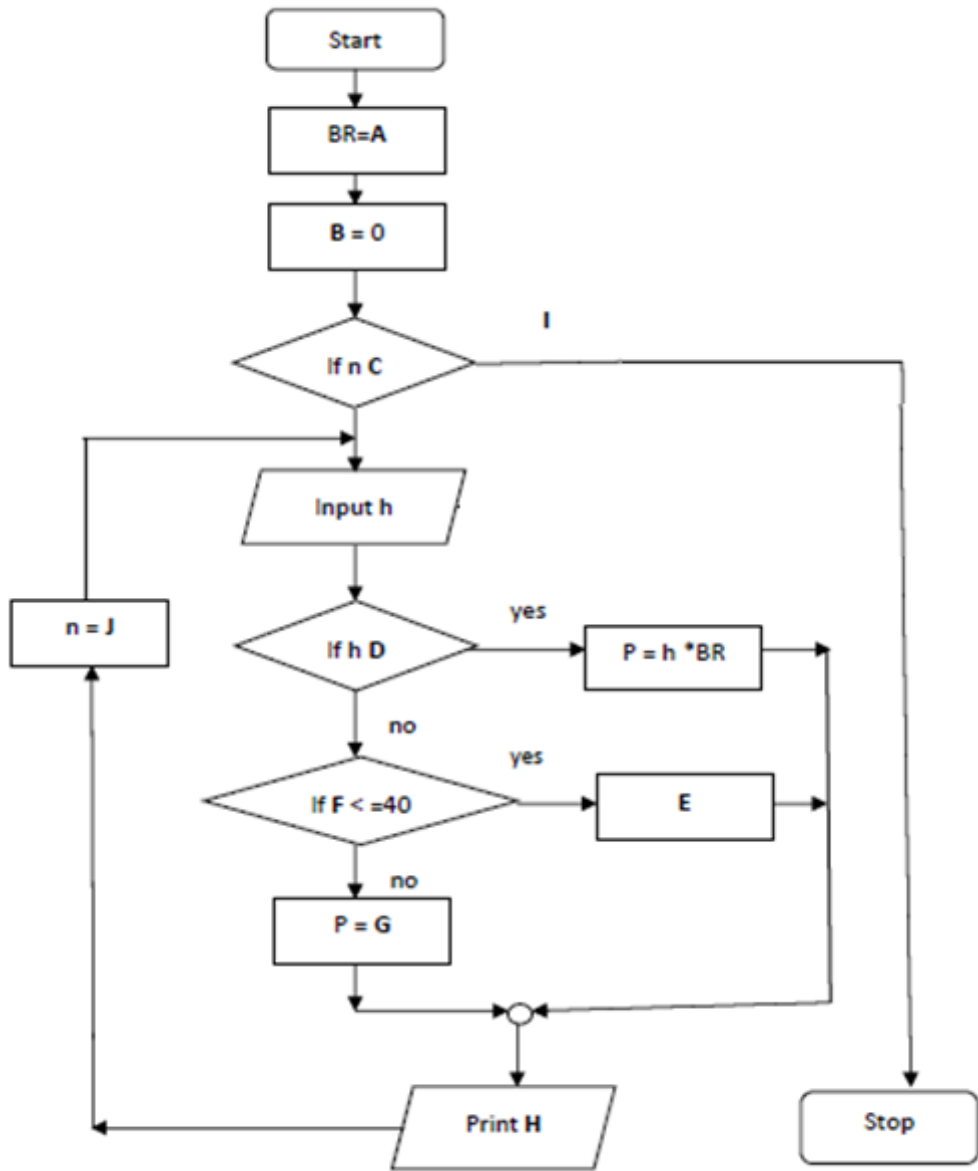 Start
BR=A
B = 0
I
If n C
Input h
n = J
yes
If h D
P = h *BR
no
yes
If F < =40
E
no
P = G
Print H
Stop